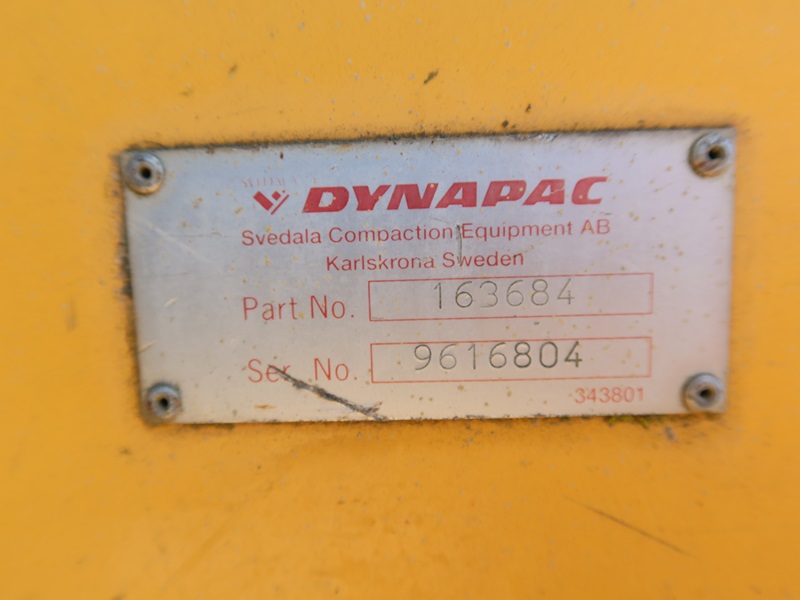 DYNAPAC
Svedala Compaction Equipment AB
Karlskrona Sweden
Part No. 163684
Ser. No. 9616804
343801